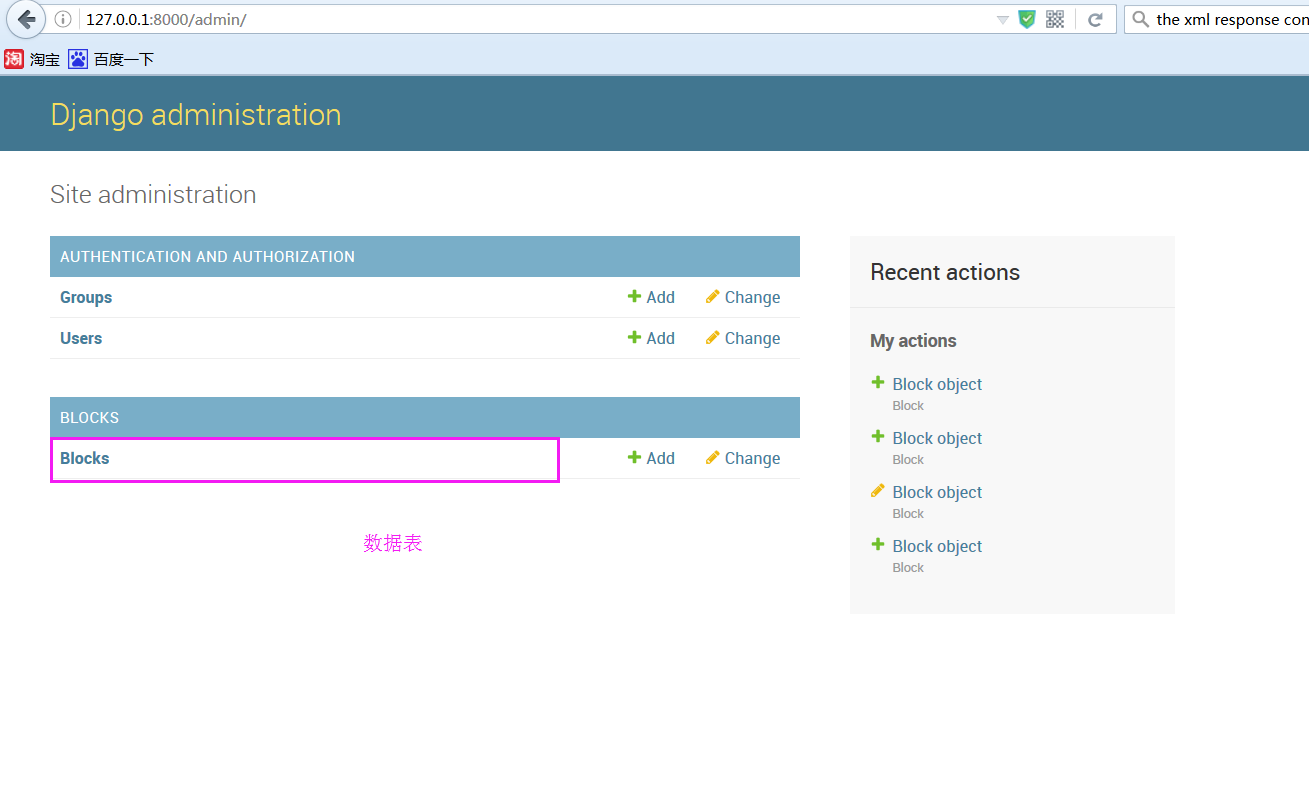 127.0.0.1:8000/admin/
the xml response con
淘 淘宝 百度一下
Django administration
Site administration
AUTHENTICATION AND AUTHORIZATION
Groups Add Change
Users Add Change
BLOCKS
Blocks Add Change
数据表
Recent actions
My actions
Block object
Block
Block object
Block
Block object
Block
Block object
Block